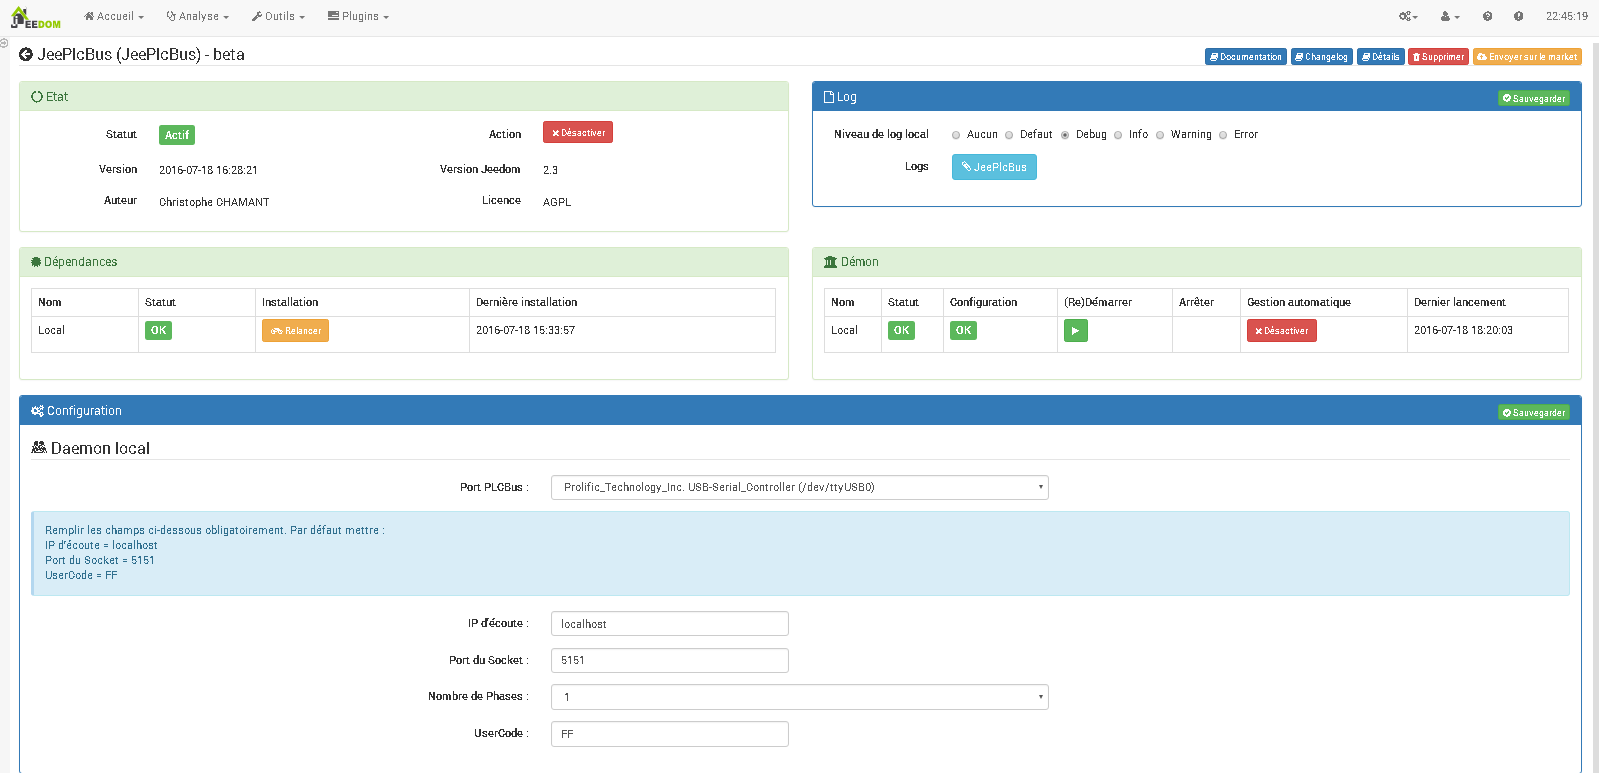 JEEDOM Accueil Analyse Outils Plugins 22:45:19
JeePlcBus (JeePlcBus) - beta Documentation Changelog Détails Supprimer Envoyer sur le market
Etat
Statut Actif Action Désactiver
Version 2016-07-18 16:28:21 Version Jeedom 2.3
Auteur Christophe CHAMANT Licence AGPL
Log Sauvegarder
Niveau de log local Aucun Defaut Debug Info Warning Error
Logs JeePlcBus
Dépendances
Nom Statut Installation Dernière installation
Local OK Relancer 2016-07-18 15:33:57
Démon
Nom Statut Configuration (Re)Démarrer Arrêter Gestion automatique Dernier lancement
Local OK OK Désactiver 2016-07-18 18:20:03
Configuration Sauvegarder
Daemon local
Port PLCBus : Prolific_Technology_Inc. USB-Serial_Controller (/dev/ttyUSB0)
Remplir les champs ci-dessous obligatoirement. Par défaut mettre :
IP d'écoute = localhost
Port du Socket = 5151
UserCode = FF
IP d'écoute : localhost
Port du Socket : 5151
Nombre de Phases : 1
UserCode : FF